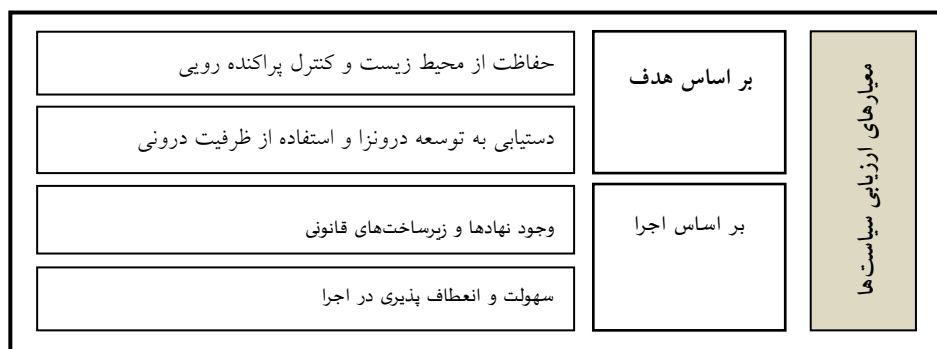 معیارهای ارزیابی سیاست‌ها
بر اساس هدف
حفاظت از محیط زیست و کنترل پراکنده رویی
دستیابی به توسعه درونزا و استفاده از ظرفیت درونی
بر اساس اجرا
وجود نهادها و زیرساخت‌های قانونی
سهولت و انعطاف پذیری در اجرا